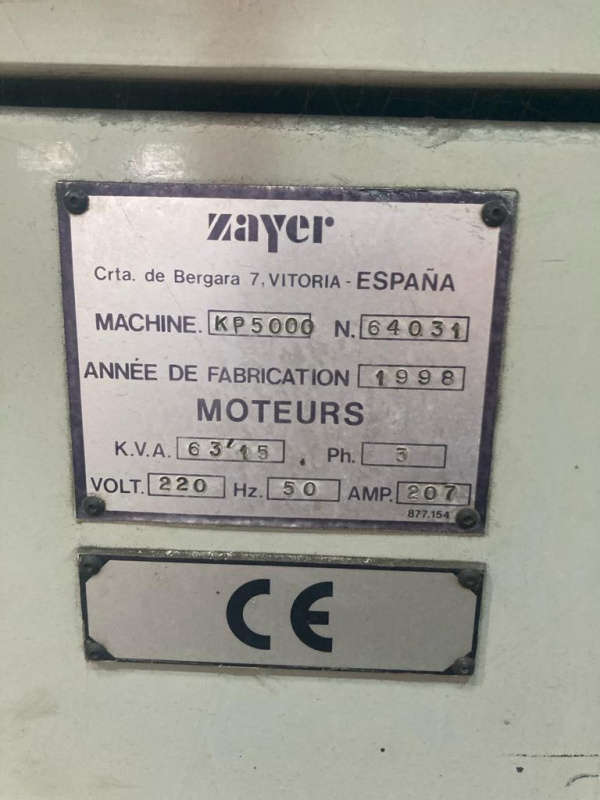 zayer
Crta. de Bergara 7, VITORIA - ESPAÑA
MACHINE. KP5000 N. 64031
ANNÉE DE FABRICATION 1998
MOTEURS
K.V.A. 63'15, Ph. 3
VOLT. 220 Hz. 50 AMP. 207
877.154
CE